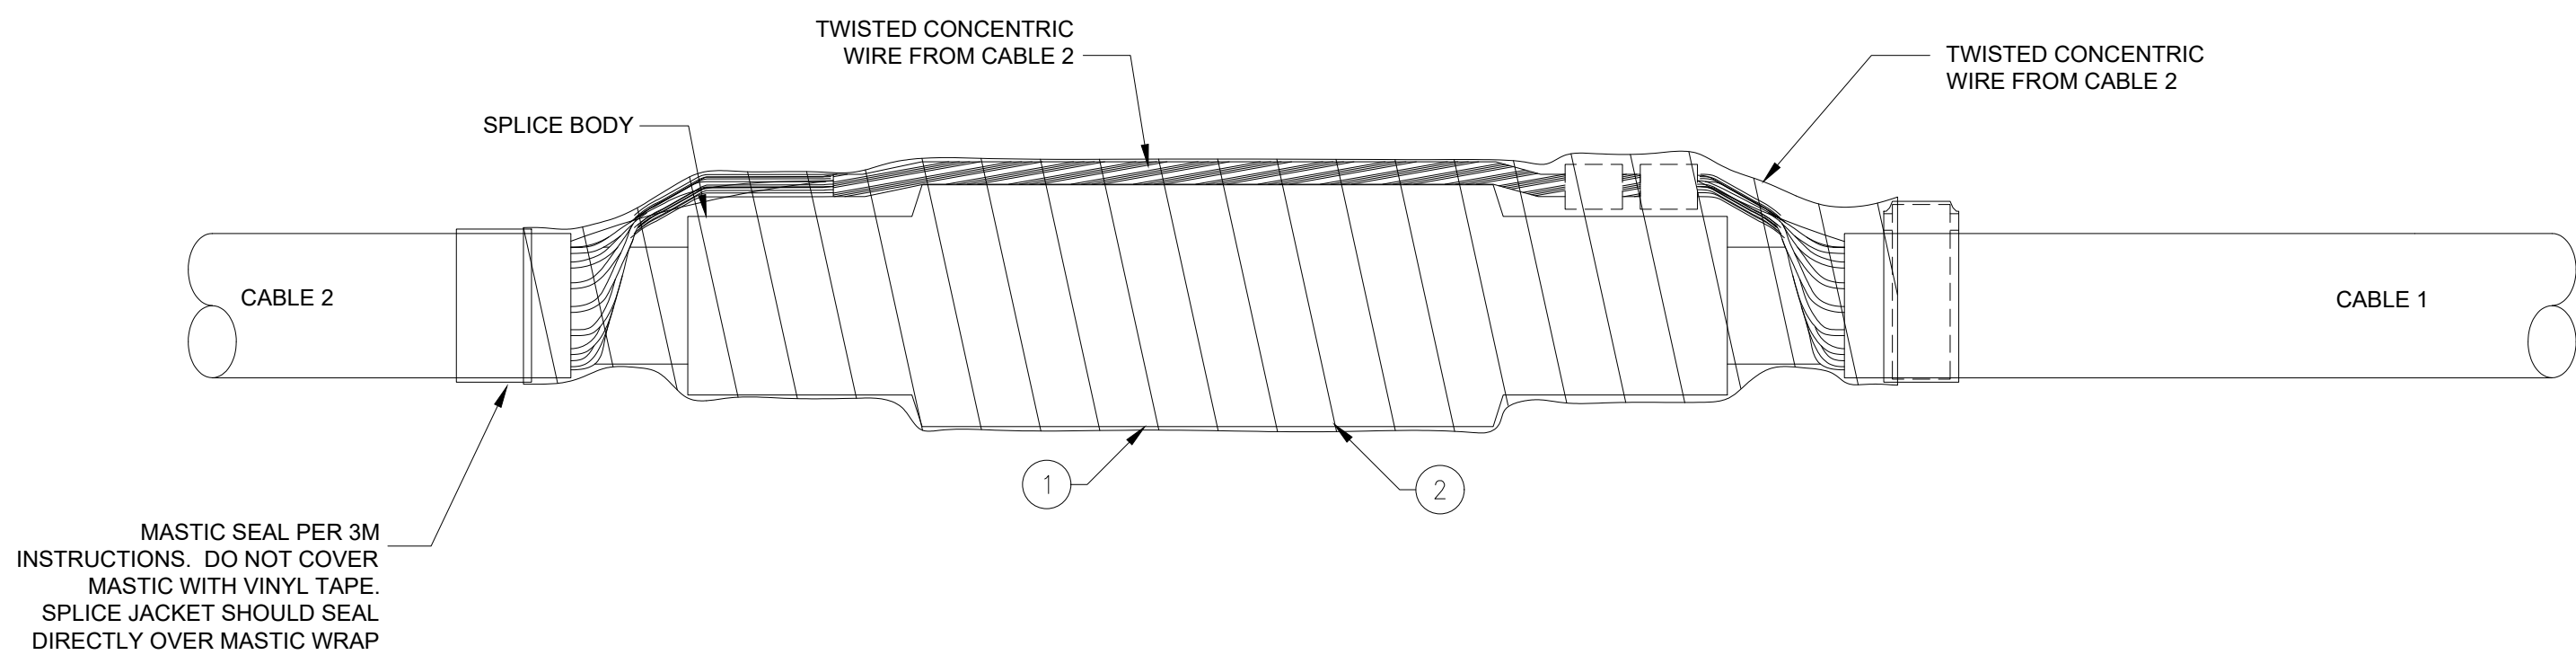 TWISTED CONCENTRIC
WIRE FROM CABLE 2
TWISTED CONCENTRIC
WIRE FROM CABLE 2
SPLICE BODY
CABLE 2
CABLE 1
1
2
MASTIC SEAL PER 3M
INSTRUCTIONS. DO NOT COVER
MASTIC WITH VINYL TAPE.
SPLICE JACKET SHOULD SEAL
DIRECTLY OVER MASTIC WRAP